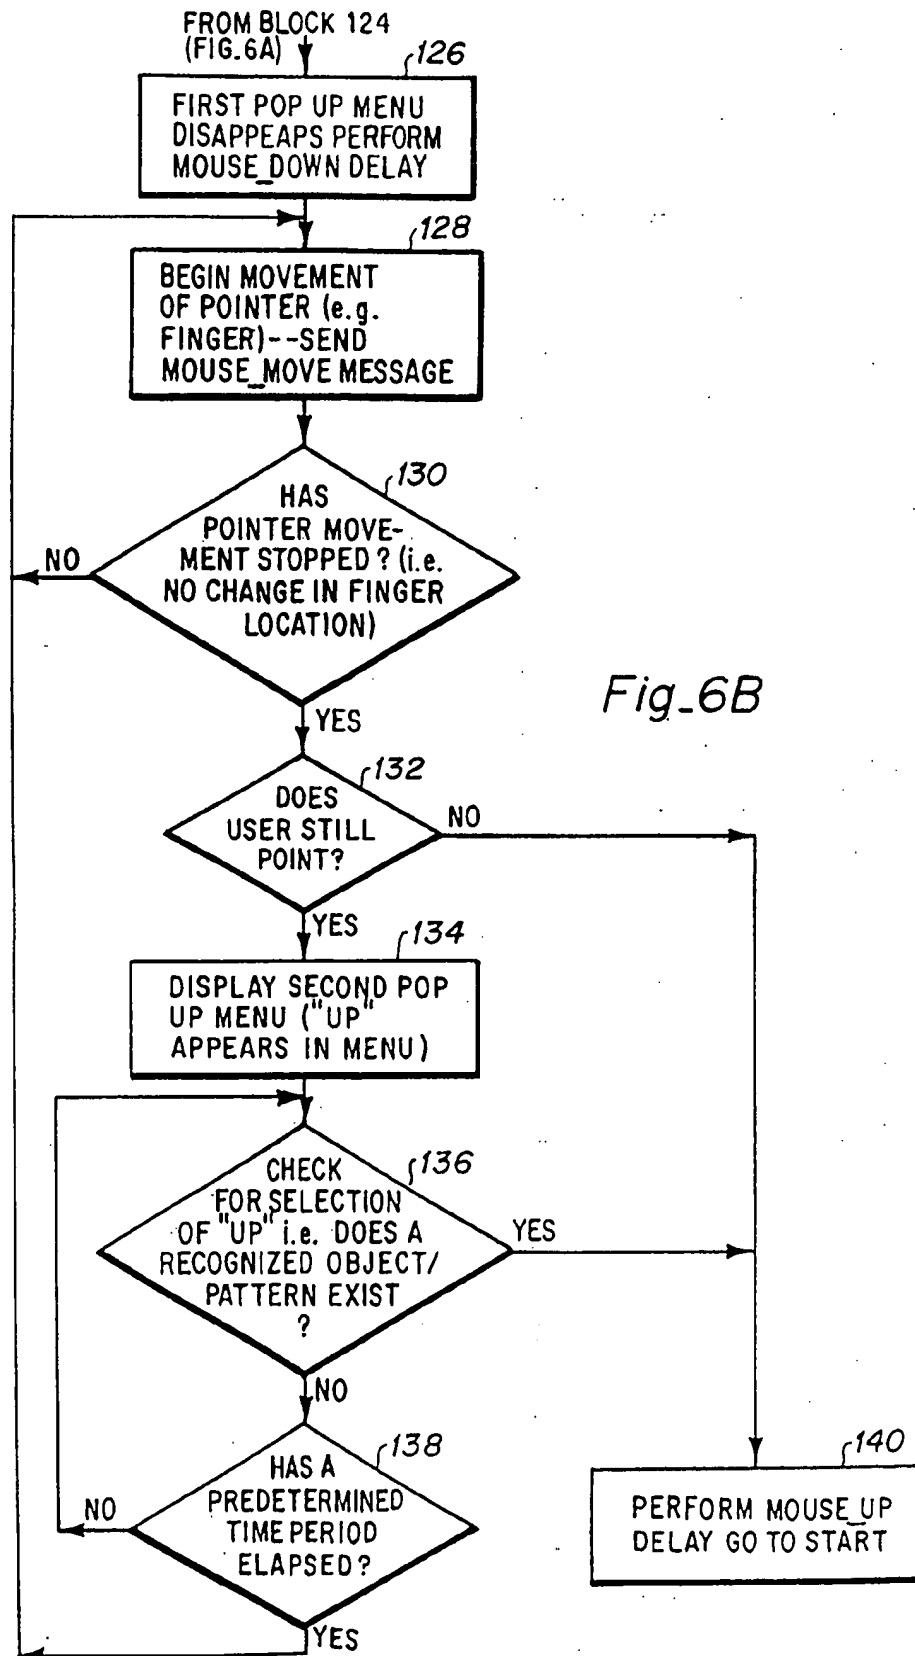 FROM BLOCK 124
(FIG.6A)
126
FIRST POP UP MENU
DISAPPEAPS PERFORM
MOUSE_DOWN DELAY
128
BEGIN MOVEMENT
OF POINTER (e.g.
FINGER)--SEND
MOUSE_MOVE MESSAGE
130
HAS
POINTER MOVE-
MENT STOPPED? (i.e.
NO CHANGE IN FINGER
LOCATION)
NO
YES
Fig_6B
132
DOES
USER STILL
POINT?
NO
YES
134
DISPLAY SECOND POP
UP MENU ("UP"
APPEARS IN MENU)
136
CHECK
FOR SELECTION
OF "UP" i.e. DOES A
RECOGNIZED OBJECT/
PATTERN EXIST
?
YES
NO
138
HAS A
PREDETERMINED
TIME PERIOD
ELAPSED?
NO
YES
140
PERFORM MOUSE_UP
DELAY GO TO START